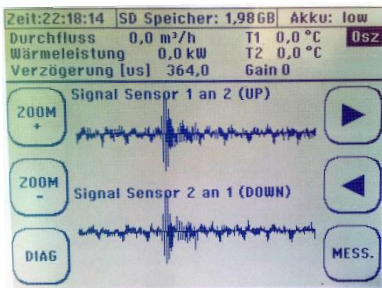 Zeit:22:18:14 SD Speicher: 1,98GB Akku: low
Durchfluss 0,0 m³/h T1 0,0 °C Osz
Wärmeleistung 0,0 kW T2 0,0 °C
Verzögerung [us] 364,0 Gain 0
Signal Sensor 1 an 2 (UP)
ZOOM
+
ZOOM
-
Signal Sensor 2 an 1 (DOWN)
DIAG
MESS.